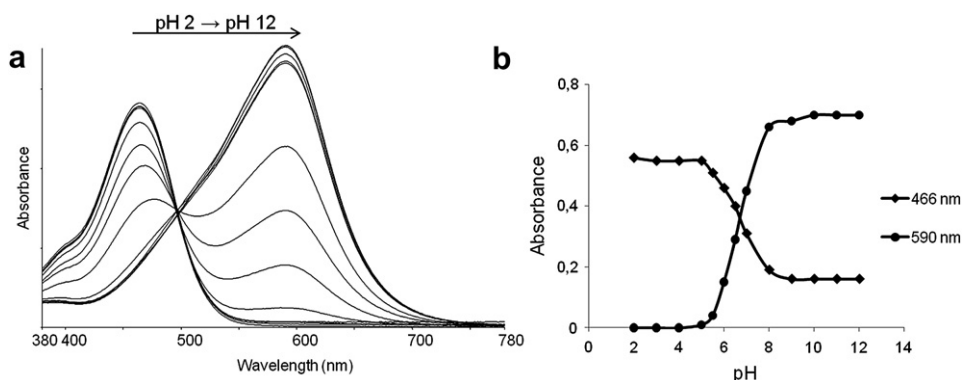 pH 2 → pH 12
a
Absorbance
380 400 500 600 700 780
Wavelength (nm)
b
Absorbance
0,8
0,6
0,4
0,2
0
0 2 4 6 8 10 12 14
pH
466 nm
590 nm